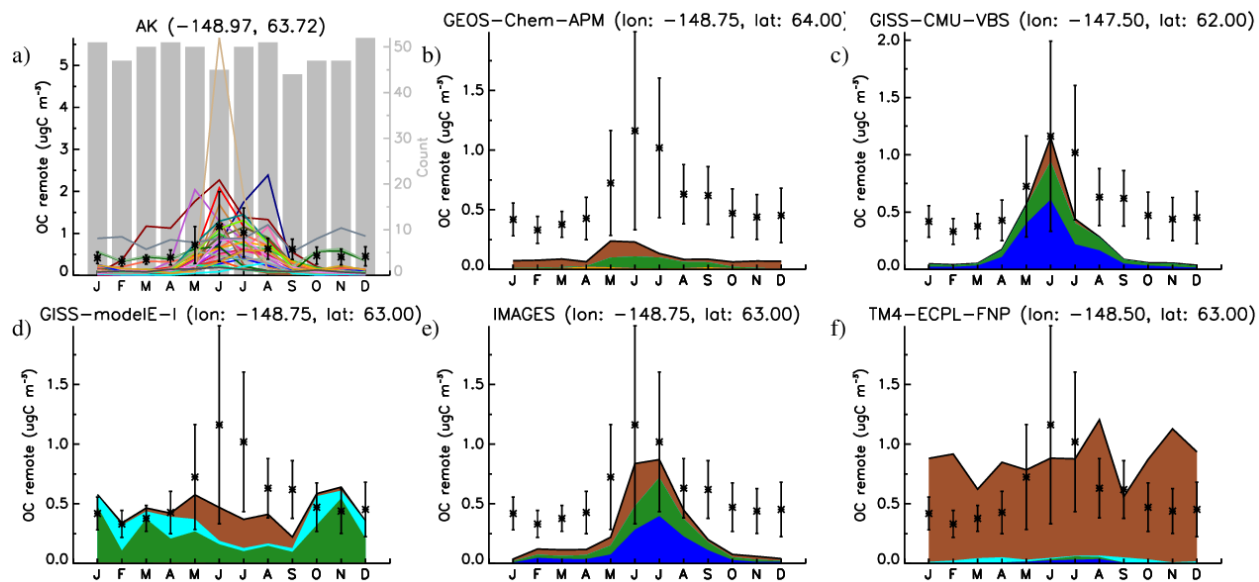 AK (−148.97, 63.72)
a)
OC remote (ugC m⁻³)
5
4
3
2
1
0
50
40
30
20
10
0
Count
J F M A M J J A S O N D
GEOS−Chem−APM (lon: −148.75, lat: 64.00)
b)
OC remote (ugC m⁻³)
1.5
1.0
0.5
0.0
J F M A M J J A S O N D
GISS−CMU−VBS (lon: −147.50, lat: 62.00)
c)
OC remote (ugC m⁻³)
2.0
1.5
1.0
0.5
0.0
J F M A M J J A S O N D
GISS−modelE−I (lon: −148.75, lat: 63.00)
d)
OC remote (ugC m⁻³)
1.5
1.0
0.5
0.0
J F M A M J J A S O N D
IMAGES (lon: −148.75, lat: 63.00)
e)
OC remote (ugC m⁻³)
1.5
1.0
0.5
0.0
J F M A M J J A S O N D
TM4−ECPL−FNP (lon: −148.50, lat: 63.00)
f)
OC remote (ugC m⁻³)
1.5
1.0
0.5
0.0
J F M A M J J A S O N D